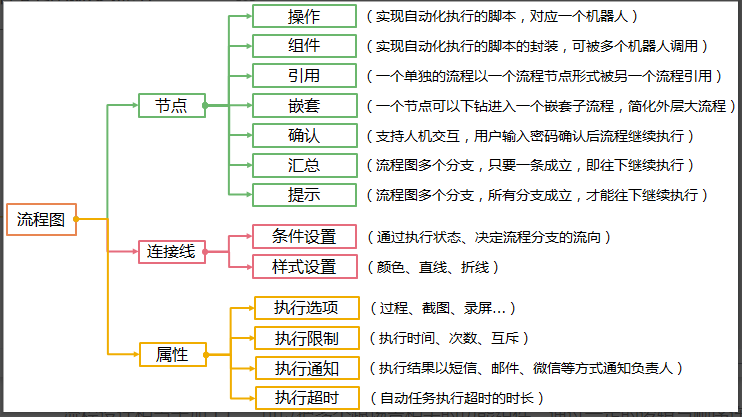 操作（实现自动化执行的脚本，对应一个机器人）
组件（实现自动化执行的脚本的封装，可被多个机器人调用）
引用（一个单独的流程以一个流程节点形式被另一个流程引用）
节点
嵌套（一个节点可以下钻进入一个嵌套子流程，简化外层大流程）
确认（支持人机交互，用户输入密码确认后流程继续执行）
汇总（流程图多个分支，只要一条成立，即往下继续执行）
提示（流程图多个分支，所有分支成立，才能往下继续执行）
流程图
条件设置（通过执行状态、决定流程分支的流向）
连接线
样式设置（颜色、直线、折线）
执行选项（过程、截图、录屏...）
执行限制（执行时间、次数、互斥）
属性
执行通知（执行结果以短信、邮件、微信等方式通知负责人）
执行超时（自动任务执行超时的时长）